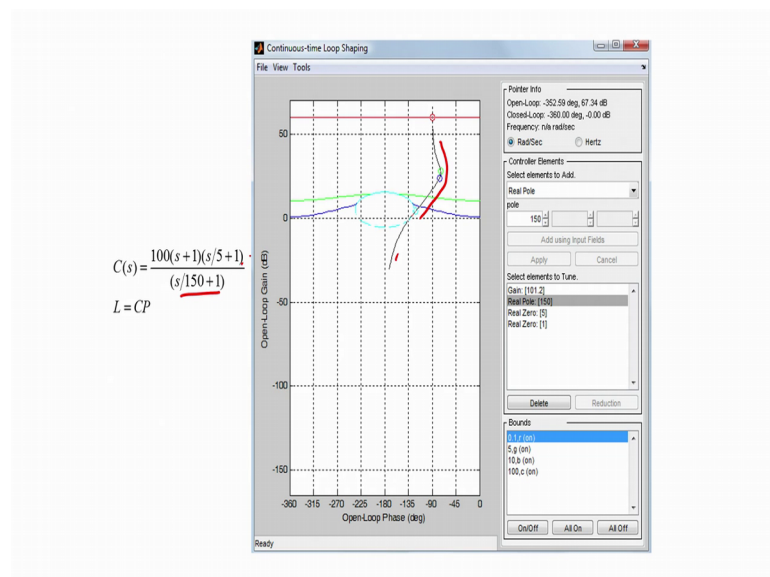 Continuous-time Loop Shaping
File View Tools
Pointer Info
Open-Loop: -352.59 deg, 67.34 dB
Closed-Loop: -360.00 deg, -0.00 dB
Frequency: n/a rad/sec
Rad/Sec Hertz
Controller Elements
Select elements to Add.
Real Pole
pole
150
Add using Input Fields
Apply Cancel
Select elements to Tune.
Gain: [101.2]
Real Pole: [150]
Real Zero: [5]
Real Zero: [1]
Delete Reduction
Bounds
0.1,r (on)
5,g (on)
10,b (on)
100,c (on)
On/Off All On All Off
C(s) = 100(s+1)(s/5+1) / (s/150+1)
L = CP
Open-Loop Gain (dB)
50
0
-50
-100
-150
-360 -315 -270 -225 -180 -135 -90 -45 0
Open-Loop Phase (deg)
Ready